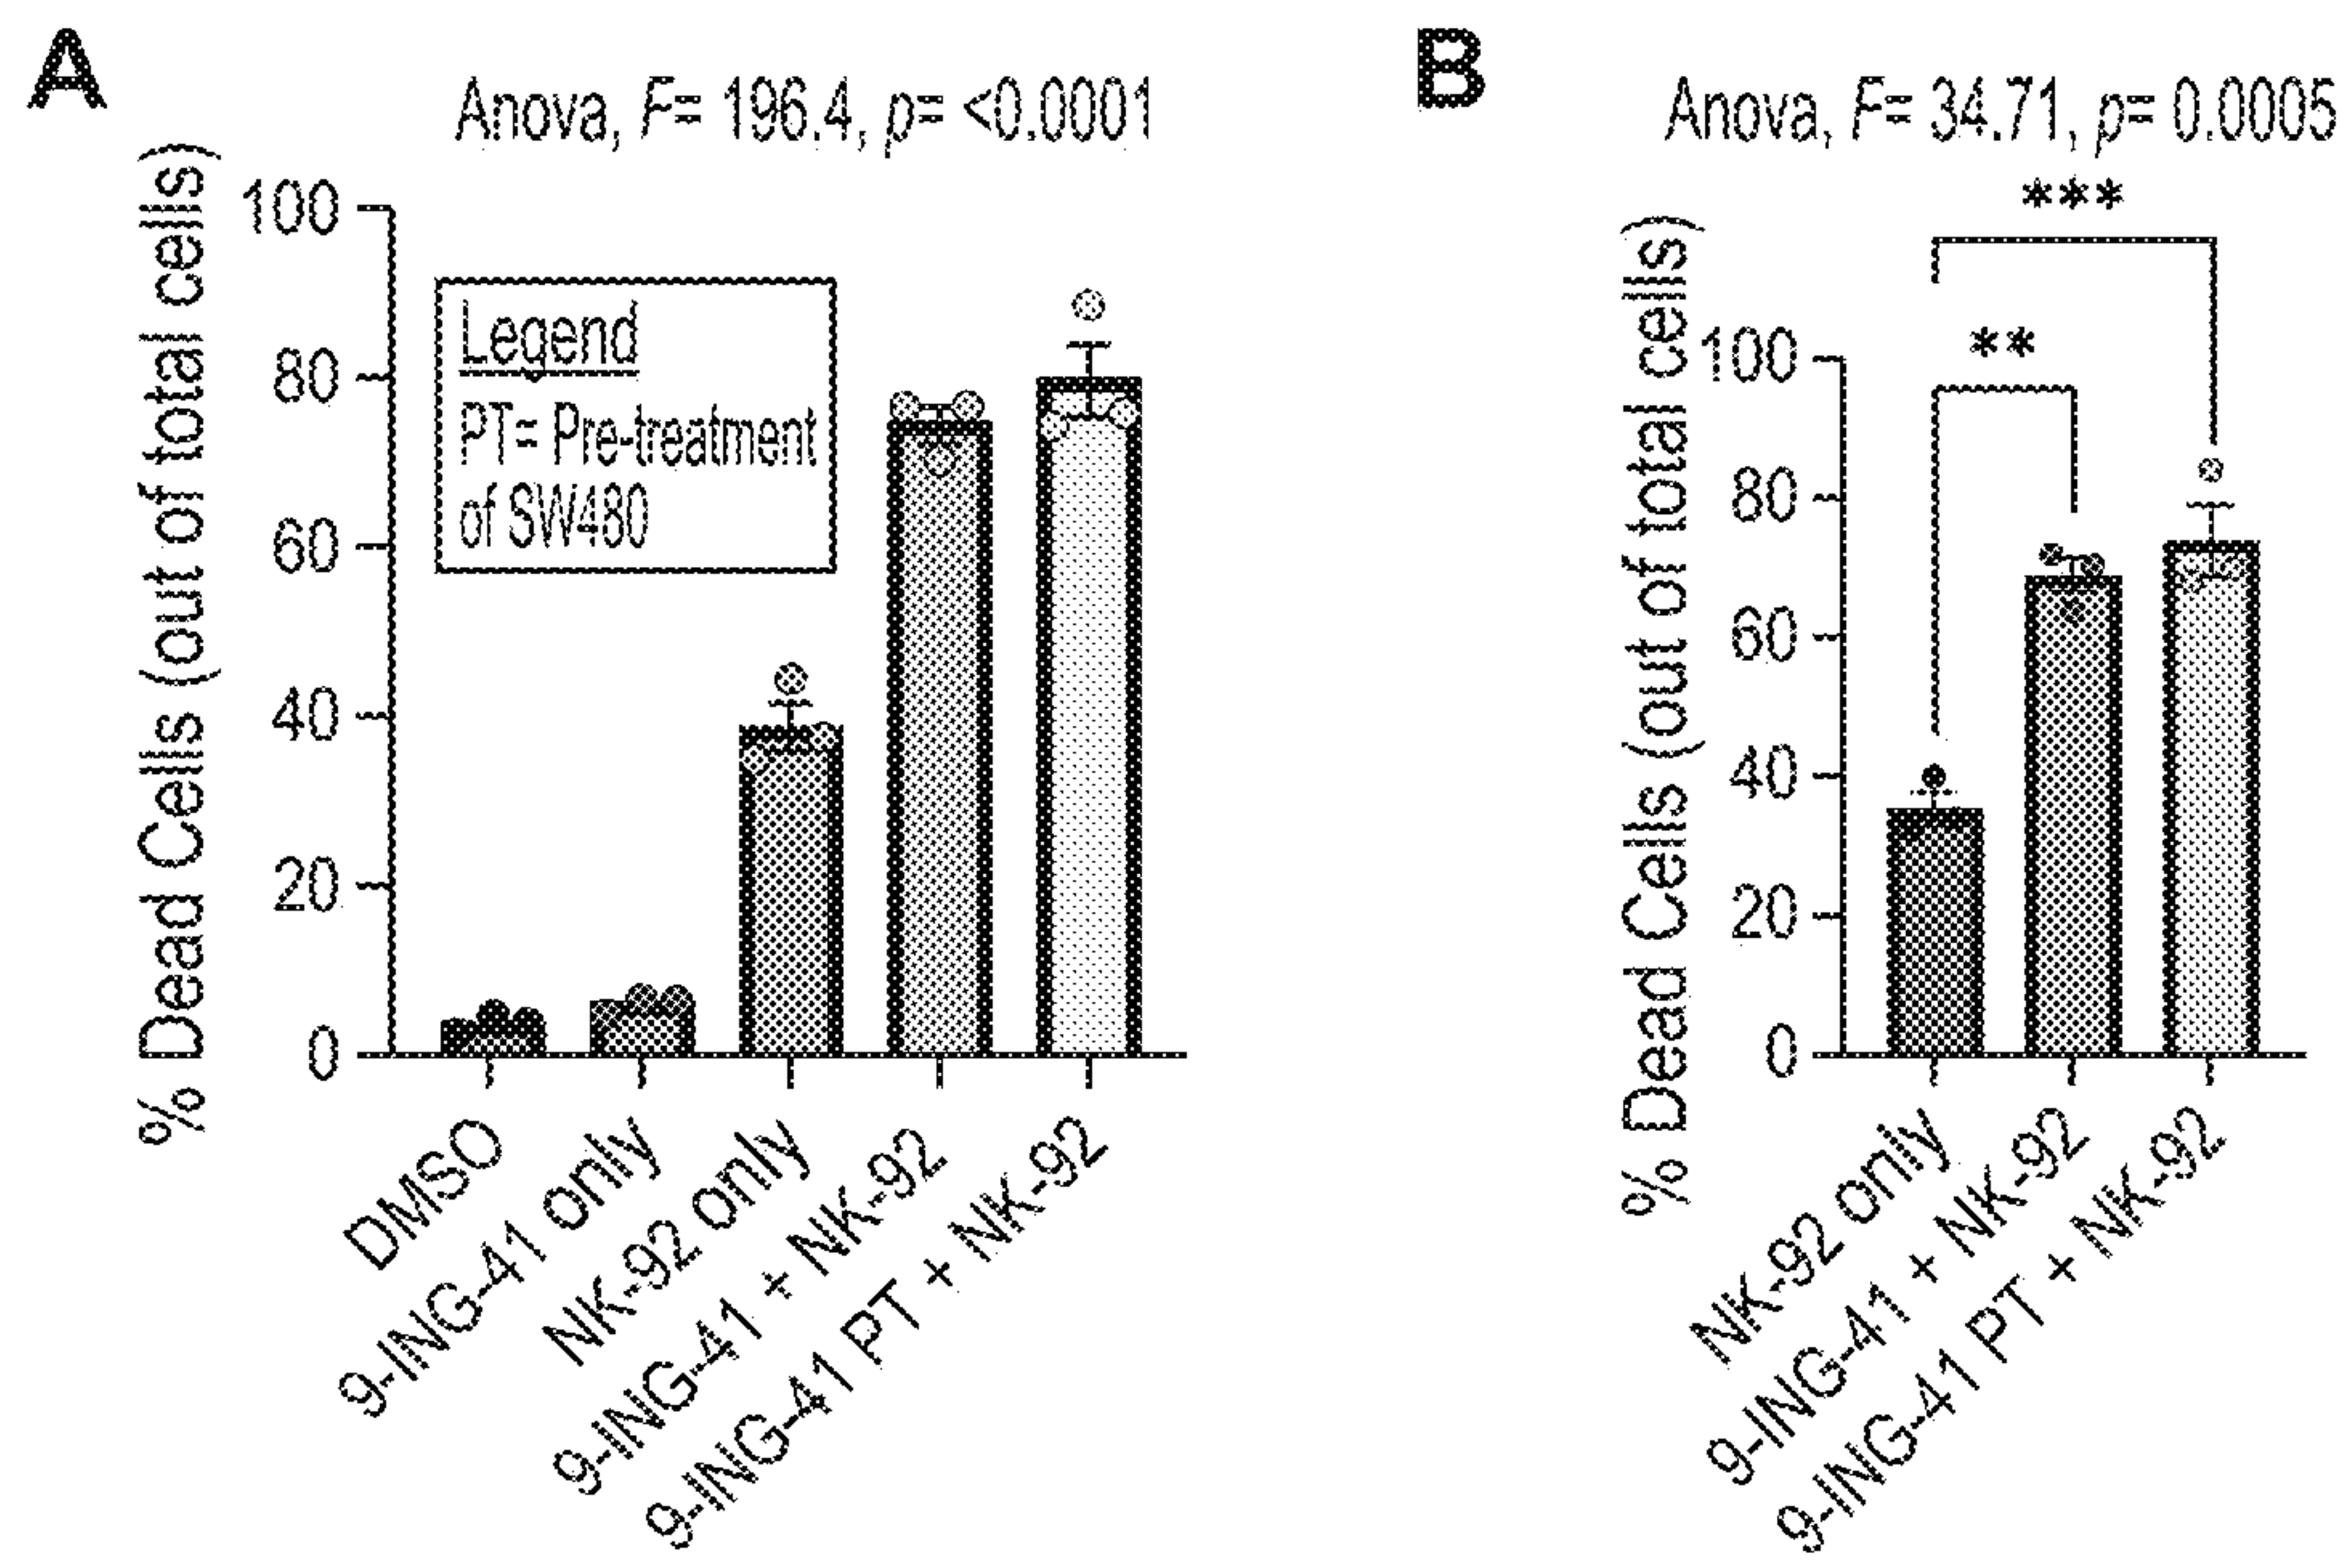 A
Anova, F= 196.4, p= <0.0001
% Dead Cells (out of total cells)
100
80
60
40
20
0
Legend
PT= Pre-treatment
of SW480
DMSO
9-ING-41 only
NK-92 only
9-ING-41 + NK-92
9-ING-41 PT + NK-92
B
Anova, F= 34.71, p= 0.0005
***
**
% Dead Cells (out of total cells)
100
80
60
40
20
0
NK-92 only
9-ING-41 + NK-92
9-ING-41 PT + NK-92